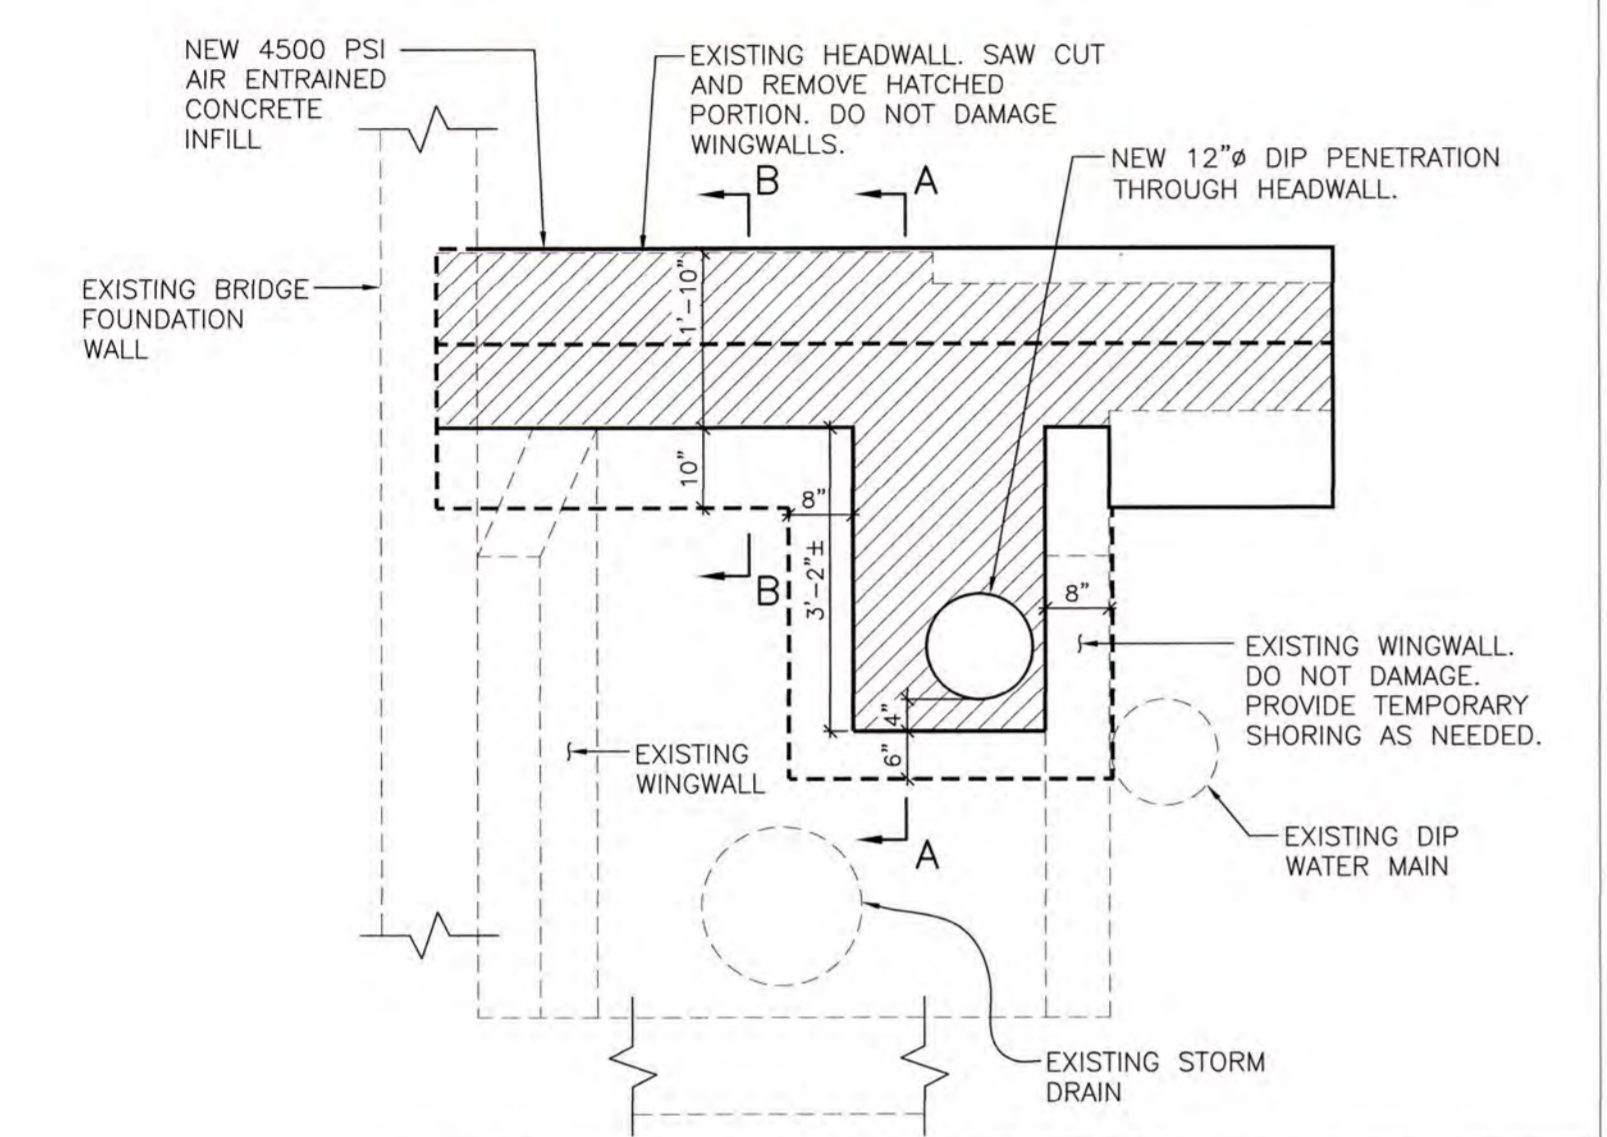 NEW 4500 PSI
AIR ENTRAINED
CONCRETE
INFILL
EXISTING HEADWALL. SAW CUT
AND REMOVE HATCHED
PORTION. DO NOT DAMAGE
WINGWALLS.
NEW 12"ø DIP PENETRATION
THROUGH HEADWALL.
B
A
EXISTING BRIDGE
FOUNDATION
WALL
1'-10"
10"
8"
3'-2"±
B
8"
4"
6"
EXISTING WINGWALL.
DO NOT DAMAGE.
PROVIDE TEMPORARY
SHORING AS NEEDED.
EXISTING
WINGWALL
A
EXISTING DIP
WATER MAIN
EXISTING STORM
DRAIN